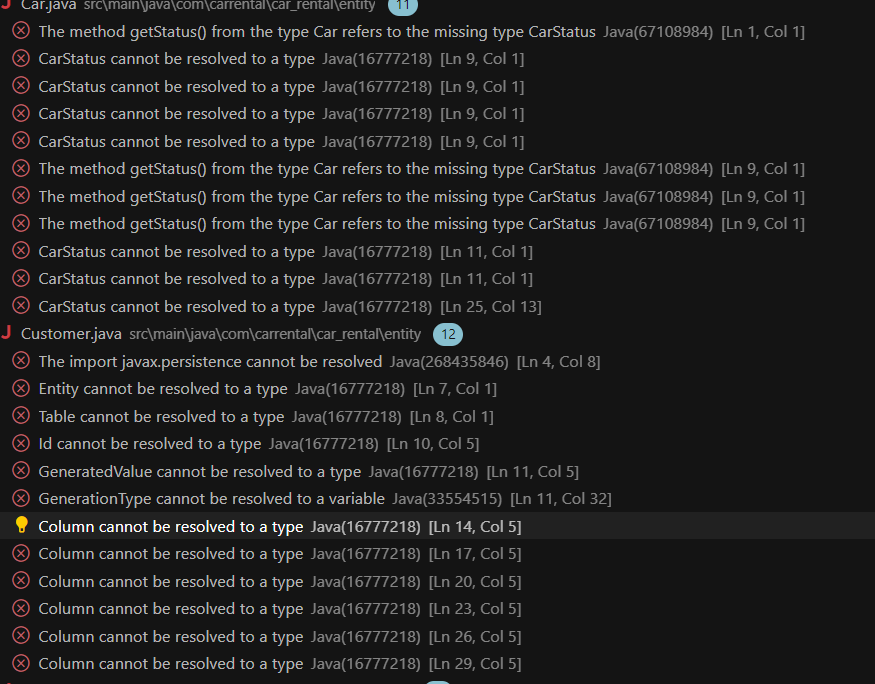 Car.java src\main\java\com\carrental\car_rental\entity 11
The method getStatus() from the type Car refers to the missing type CarStatus Java(67108984) [Ln 1, Col 1]
CarStatus cannot be resolved to a type Java(16777218) [Ln 9, Col 1]
CarStatus cannot be resolved to a type Java(16777218) [Ln 9, Col 1]
CarStatus cannot be resolved to a type Java(16777218) [Ln 9, Col 1]
CarStatus cannot be resolved to a type Java(16777218) [Ln 9, Col 1]
The method getStatus() from the type Car refers to the missing type CarStatus Java(67108984) [Ln 9, Col 1]
The method getStatus() from the type Car refers to the missing type CarStatus Java(67108984) [Ln 9, Col 1]
The method getStatus() from the type Car refers to the missing type CarStatus Java(67108984) [Ln 9, Col 1]
CarStatus cannot be resolved to a type Java(16777218) [Ln 11, Col 1]
CarStatus cannot be resolved to a type Java(16777218) [Ln 11, Col 1]
CarStatus cannot be resolved to a type Java(16777218) [Ln 25, Col 13]
J Customer.java src\main\java\com\carrental\car_rental\entity 12
The import javax.persistence cannot be resolved Java(268435846) [Ln 4, Col 8]
Entity cannot be resolved to a type Java(16777218) [Ln 7, Col 1]
Table cannot be resolved to a type Java(16777218) [Ln 8, Col 1]
Id cannot be resolved to a type Java(16777218) [Ln 10, Col 5]
GeneratedValue cannot be resolved to a type Java(16777218) [Ln 11, Col 5]
GenerationType cannot be resolved to a variable Java(33554515) [Ln 11, Col 32]
Column cannot be resolved to a type Java(16777218) [Ln 14, Col 5]
Column cannot be resolved to a type Java(16777218) [Ln 17, Col 5]
Column cannot be resolved to a type Java(16777218) [Ln 20, Col 5]
Column cannot be resolved to a type Java(16777218) [Ln 23, Col 5]
Column cannot be resolved to a type Java(16777218) [Ln 26, Col 5]
Column cannot be resolved to a type Java(16777218) [Ln 29, Col 5]